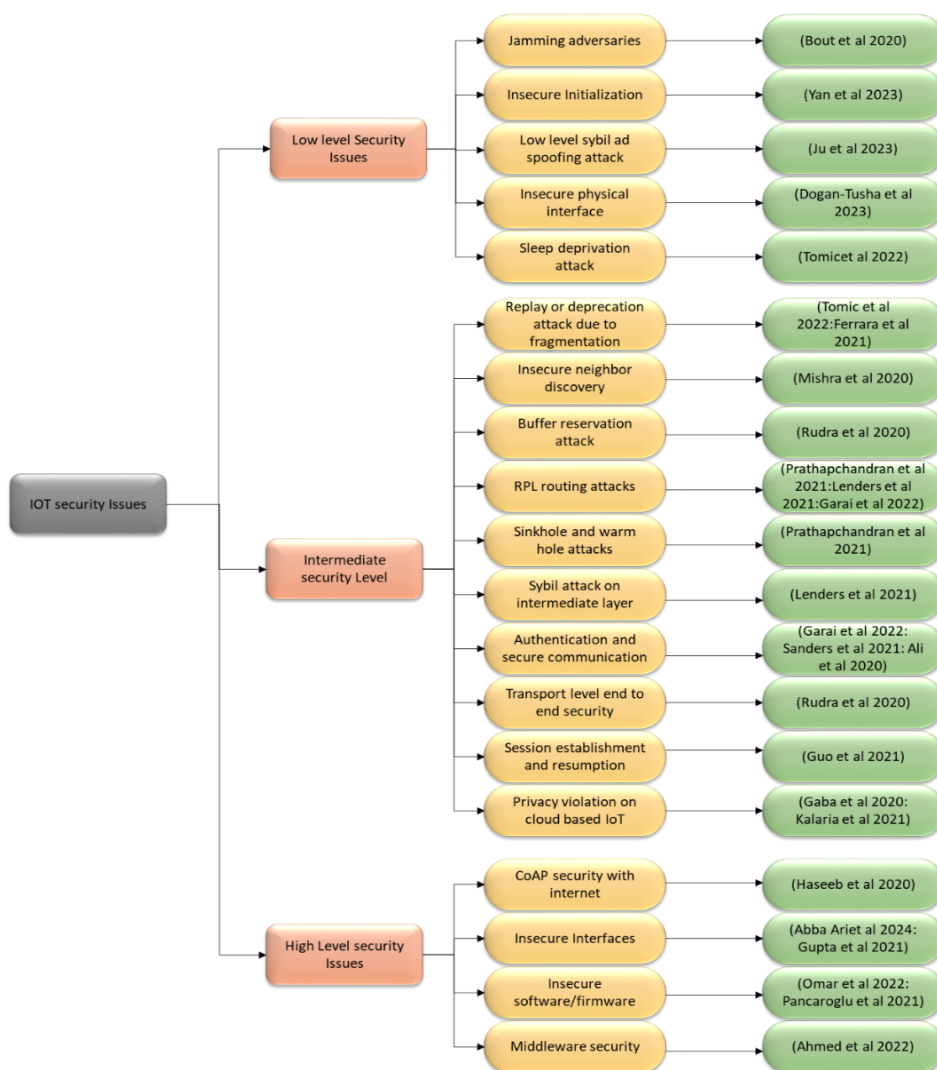 Jamming adversaries
(Bout et al 2020)
Insecure Initialization
(Yan et al 2023)
Low level Security
Issues
Low level sybil ad
spoofing attack
(Ju et al 2023)
Insecure physical
interface
(Dogan-Tusha et al
2023)
Sleep deprivation
attack
(Tomicet al 2022)
Replay or deprecation
attack due to
fragmentation
(Tomic et al
2022:Ferrara et al
2021)
Insecure neighbor
discovery
(Mishra et al 2020)
Buffer reservation
attack
(Rudra et al 2020)
IOT security Issues
RPL routing attacks
(Prathapchandran et al
2021:Lenders et al
2021:Garai et al 2022)
Intermediate
security Level
Sinkhole and warm
hole attacks
(Prathapchandran et al
2021)
Sybil attack on
intermediate layer
(Lenders et al 2021)
Authentication and
secure communication
(Garai et al 2022:
Sanders et al 2021: Ali
et al 2020)
Transport level end to
end security
(Rudra et al 2020)
Session establishment
and resumption
(Guo et al 2021)
Privacy violation on
cloud based IoT
(Gaba et al 2020:
Kalaria et al 2021)
CoAP security with
internet
(Haseeb et al 2020)
High Level security
Issues
Insecure Interfaces
(Abba Ariet al 2024:
Gupta et al 2021)
Insecure
software/firmware
(Omar et al 2022:
Pancaroglu et al 2021)
Middleware security
(Ahmed et al 2022)